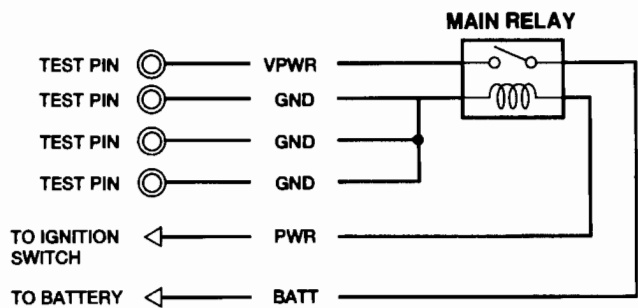 MAIN RELAY
TEST PIN VPWR
TEST PIN GND
TEST PIN GND
TEST PIN GND
TO IGNITION PWR
SWITCH
TO BATTERY BATT